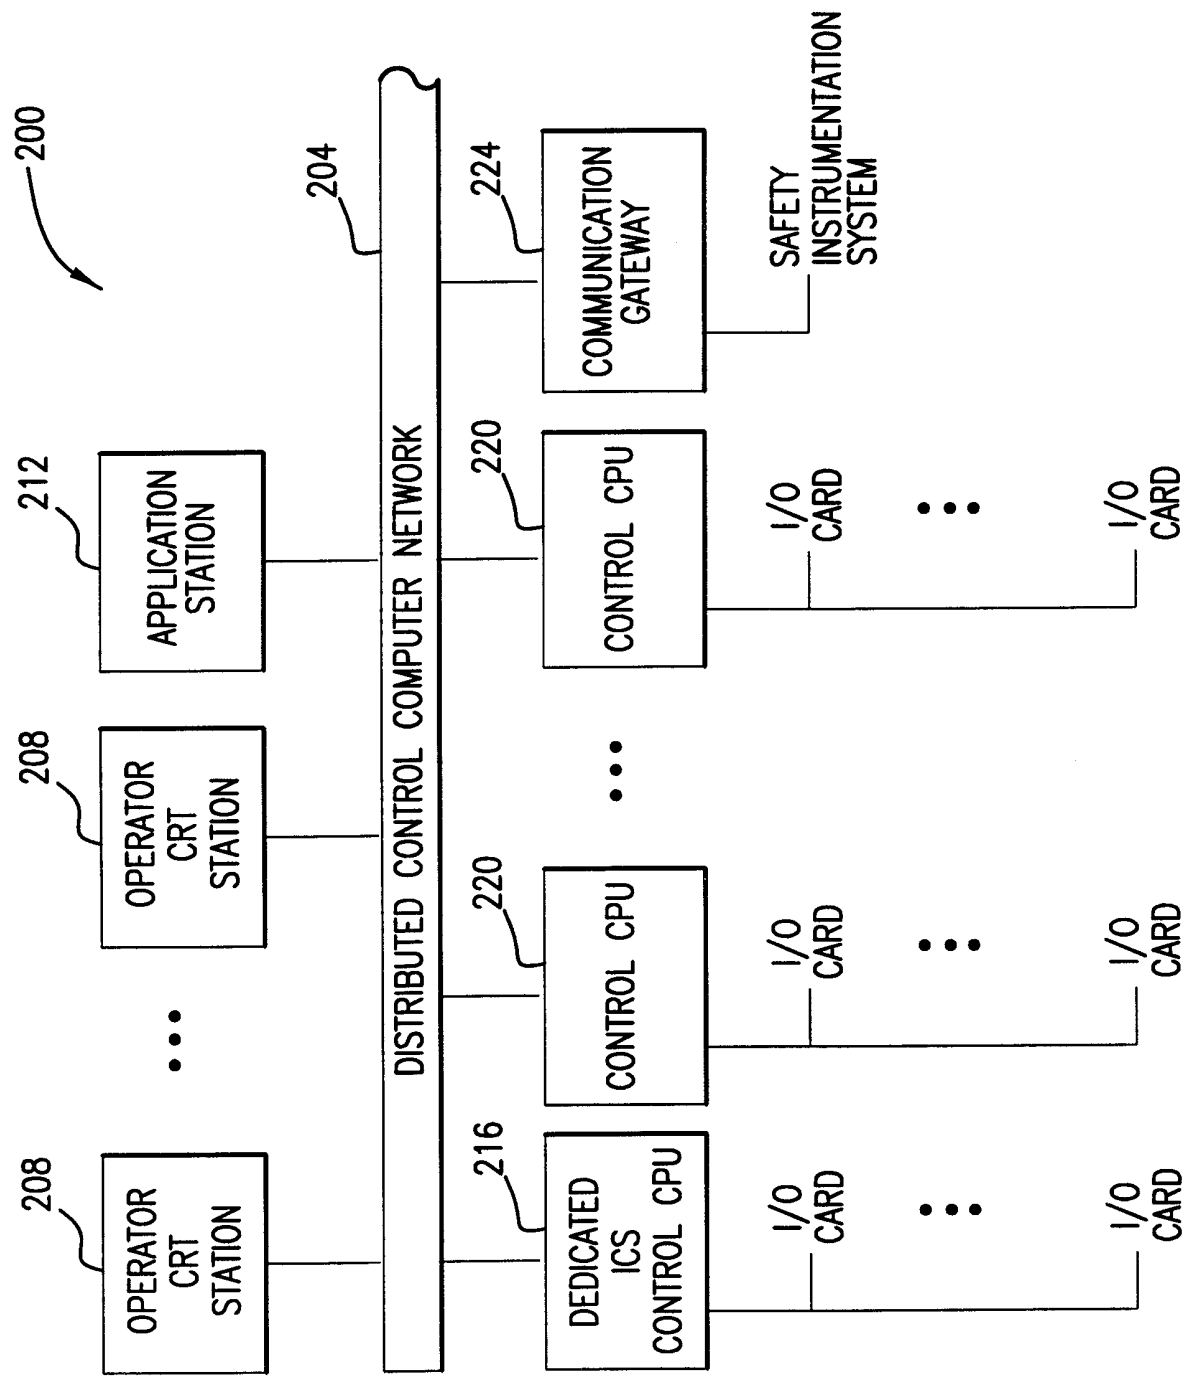 200
208
OPERATOR
CRT
STATION
208
OPERATOR
CRT
STATION
212
APPLICATION
STATION
204
DISTRIBUTED CONTROL COMPUTER NETWORK
216
DEDICATED
ICS
CONTROL CPU
220
CONTROL CPU
220
CONTROL CPU
224
COMMUNICATION
GATEWAY
I/O
CARD
I/O
CARD
I/O
CARD
SAFETY
INSTRUMENTATION
SYSTEM
I/O
CARD
I/O
CARD
I/O
CARD